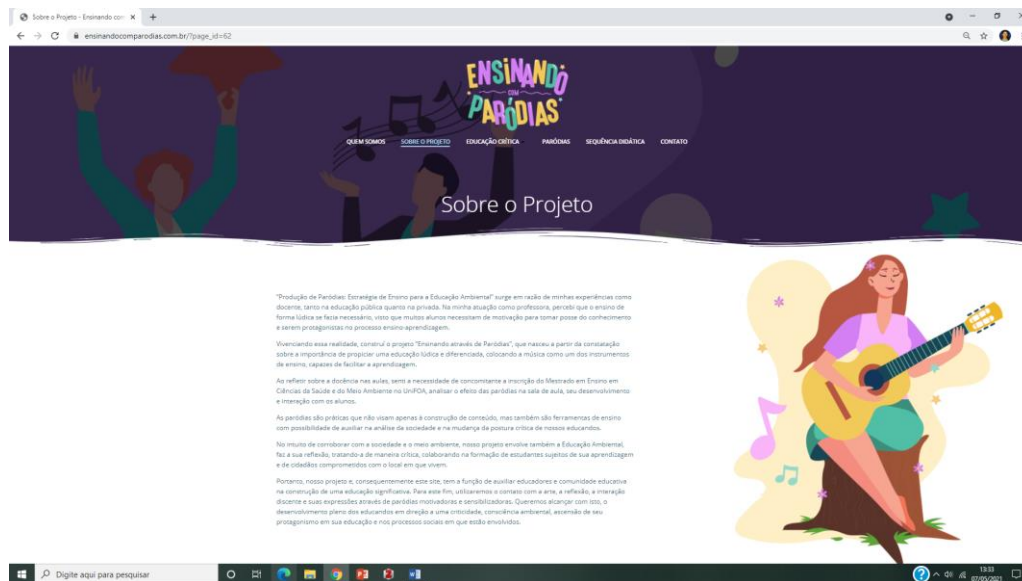 Sobre o Projeto - Ensinando con
ensinandocomparodias.com.br/?page_id=62
ENSINANDO
COM
PARÓDIAS
QUEM SOMOS SOBRE O PROJETO EDUCAÇÃO CRÍTICA PARÓDIAS SEQUÊNCIA DIDÁTICA CONTATO
Sobre o Projeto
"Produção de Paródias: Estratégia de Ensino para a Educação Ambiental" surge em razão de minhas experiências como
docente, tanto na educação pública quanto na privada. Na minha atuação como professora, percebi que o ensino de
forma lúdica se fazia necessário, visto que muitos alunos necessitam de motivação para tomar posse do conhecimento
e serem protagonistas no processo ensino-aprendizagem.
Vivenciando essa realidade, construí o projeto "Ensinando através de Paródias", que nasceu a partir da constatação
sobre a importância de propiciar uma educação lúdica e diferenciada, colocando a música como um dos instrumentos
de ensino, capazes de facilitar a aprendizagem.
Ao refletir sobre a docência nas aulas, senti a necessidade de concomitante a inscrição do Mestrado em Ensino em
Ciências da Saúde e do Meio Ambiente no UniFOA, analisar o efeito das paródias na sala de aula, seu desenvolvimento
e interação com os alunos.
As paródias são práticas que não visam apenas à construção de conteúdo, mas também são ferramentas de ensino
com possibilidade de auxiliar na análise da sociedade e na mudança da postura crítica de nossos educandos.
No intuito de corroborar com a sociedade e o meio ambiente, nosso projeto envolve também a Educação Ambiental,
faz a sua reflexão, tratando-a de maneira crítica, colaborando na formação de estudantes sujeitos de sua aprendizagem
e de cidadãos comprometidos com o local em que vivem.
Portanto, nosso projeto e, consequentemente este site, tem a função de auxiliar educadores e comunidade educativa
na construção de uma educação significativa. Para este fim, utilizaremos o contato com a arte, a reflexão, a interação
discente e suas expressões através de paródias motivadoras e sensibilizadoras. Queremos alcançar com isto, o
desenvolvimento pleno dos educandos em direção a uma criticidade, consciência ambiental, ascensão de seu
protagonismo em sua educação e nos processos sociais em que estão envolvidos.
Digite aqui para pesquisar
13:33
07/05/2021